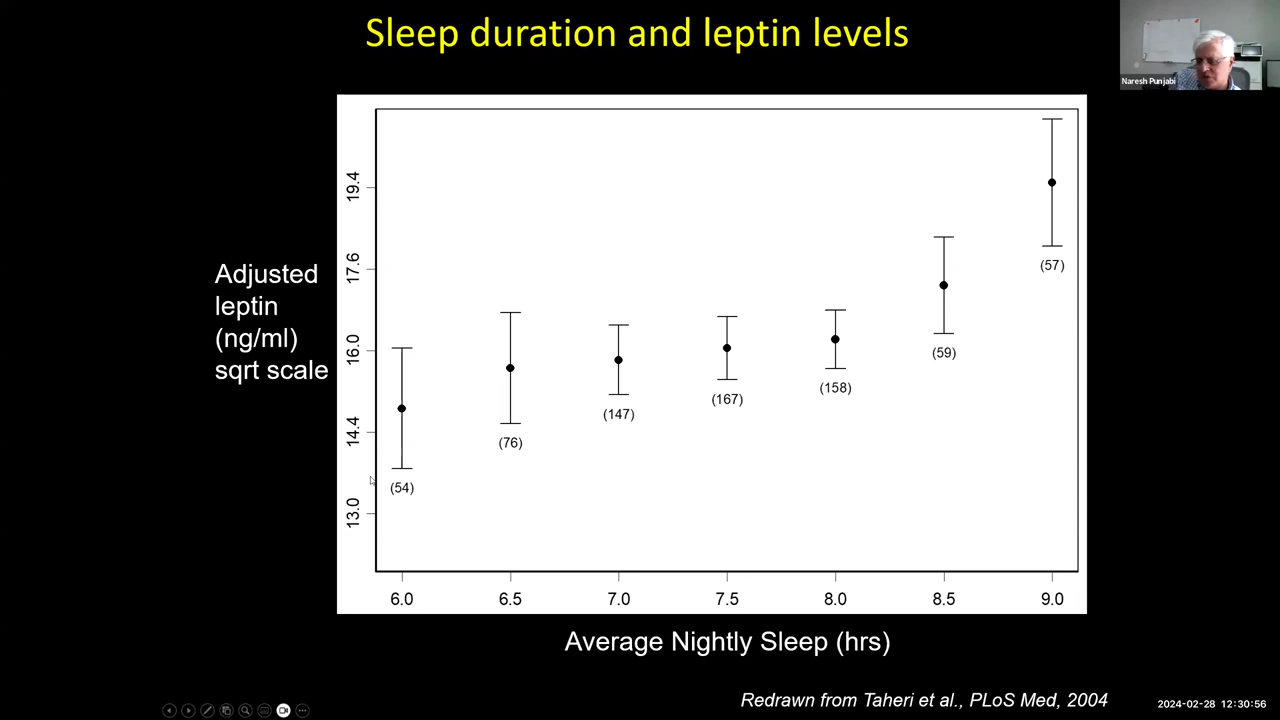 Sleep duration and leptin levels
Naresh Punjabi
Adjusted
leptin
(ng/ml)
sqrt scale
19.4
17.6
16.0
14.4
13.0
(57)
(59)
(158)
(167)
(147)
(76)
(54)
6.0 6.5 7.0 7.5 8.0 8.5 9.0
Average Nightly Sleep (hrs)
Redrawn from Taheri et al., PLoS Med, 2004
2024-02-28 12:30:56